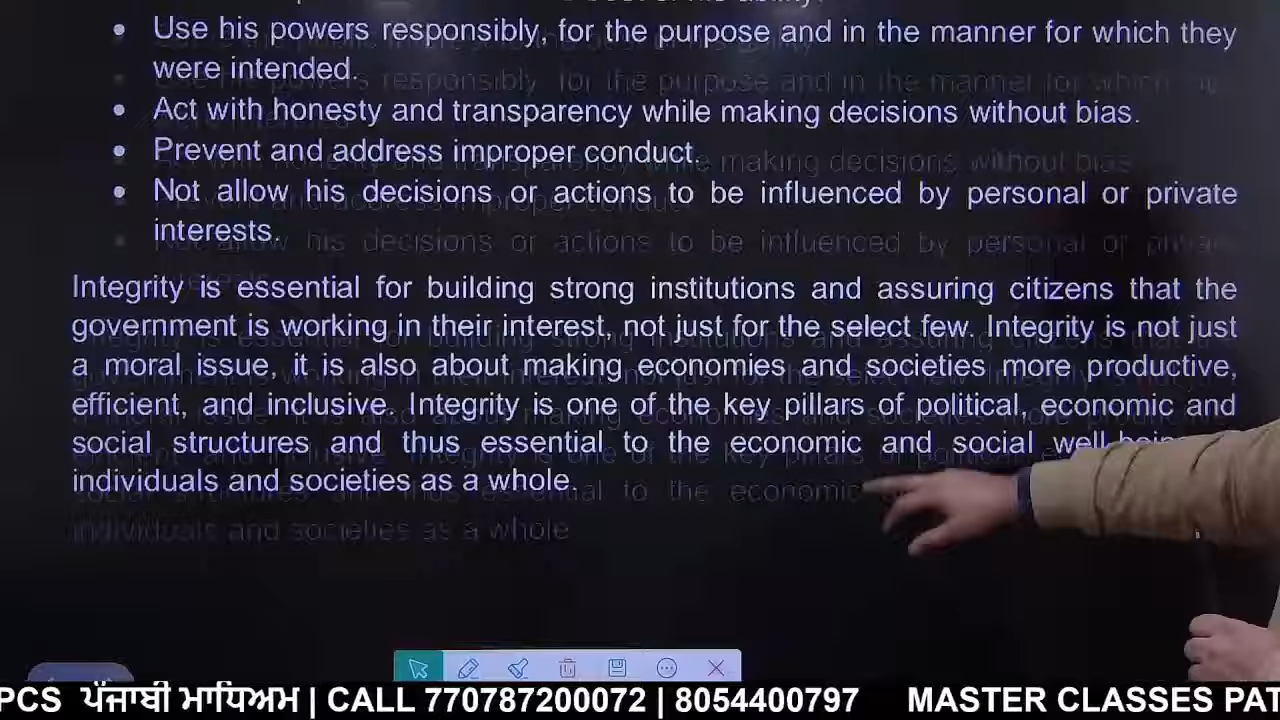 Use his powers responsibly, for the purpose and in the manner for which they
were intended.
Act with honesty and transparency while making decisions without bias.
Prevent and address improper conduct.
Not allow his decisions or actions to be influenced by personal or private
interests.
Integrity is essential for building strong institutions and assuring citizens that the
government is working in their interest, not just for the select few. Integrity is not just
a moral issue, it is also about making economies and societies more productive,
efficient, and inclusive. Integrity is one of the key pillars of political, economic and
social structures and thus essential to the economic and social well-being
individuals and societies as a whole.
PCS ਪੰਜਾਬੀ ਮਾਧਿਅਮ | CALL 770787200072 | 8054400797 MASTER CLASSES PAT